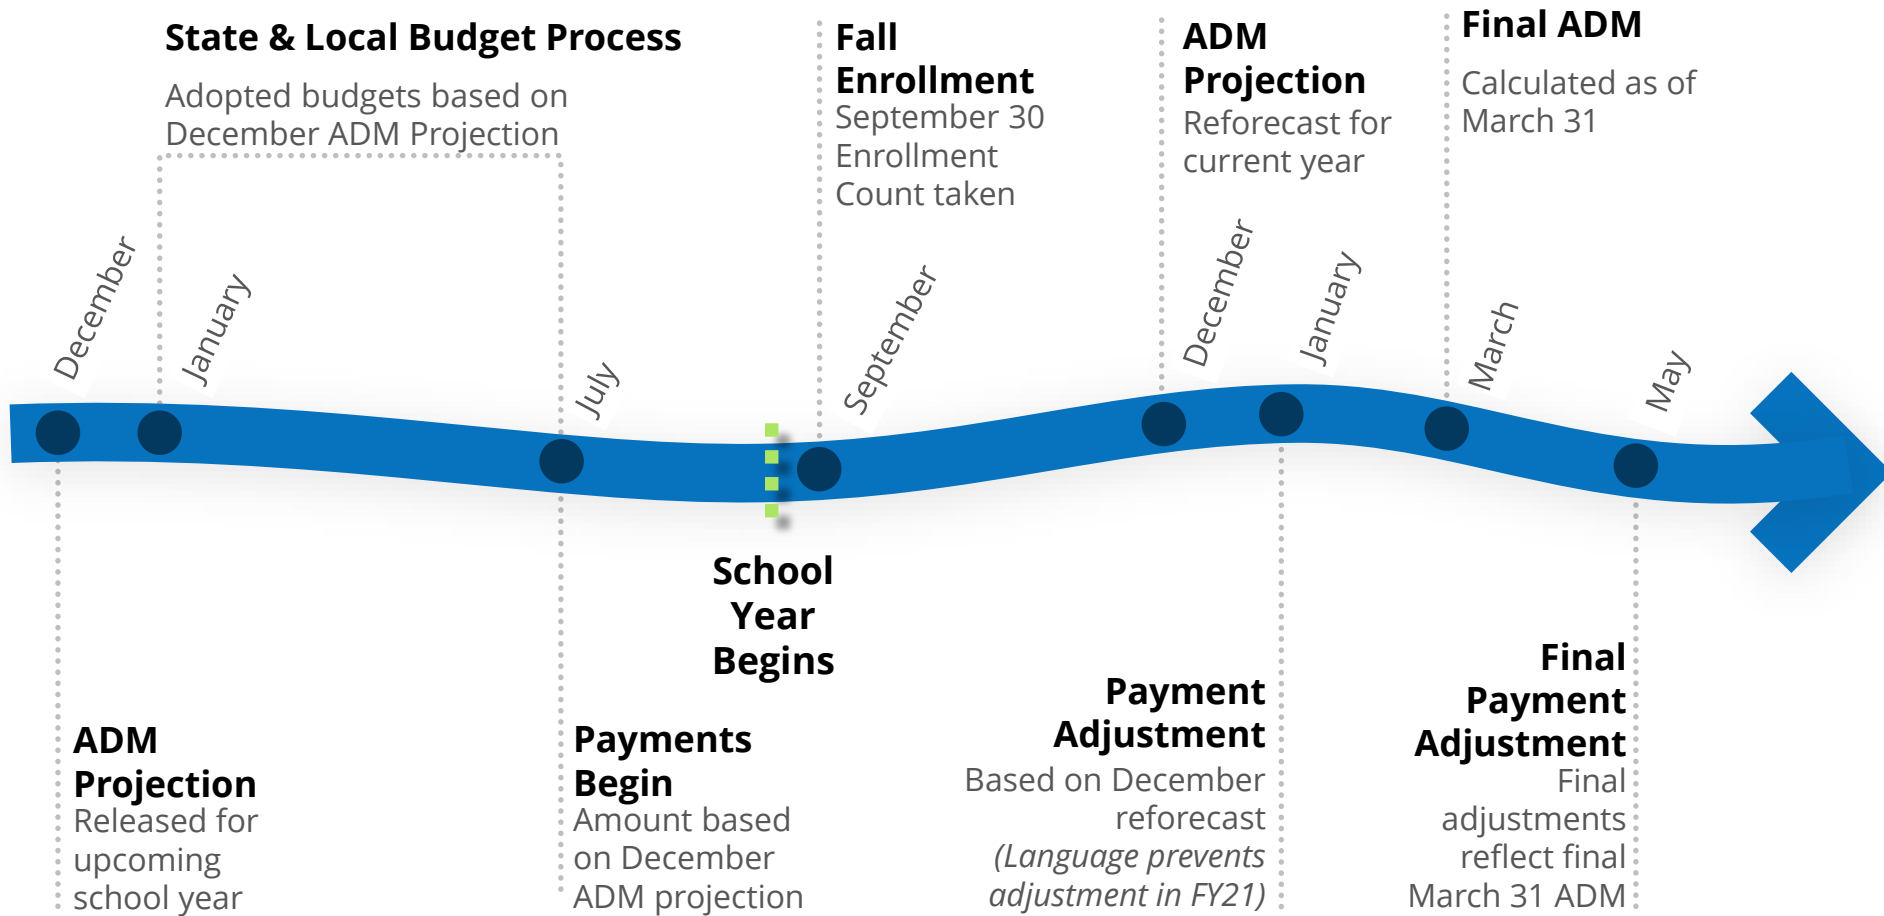 State & Local Budget Process
Adopted budgets based on
December ADM Projection
Fall
Enrollment
September 30
Enrollment
Count taken
ADM
Projection
Reforecast for
current year
Final ADM
Calculated as of
March 31
December
January
July
September
December
January
March
May
School
Year
Begins
ADM
Projection
Released for
upcoming
school year
Payments
Begin
Amount based
on December
ADM projection
Payment
Adjustment
Based on December
reforecast
(Language prevents
adjustment in FY21)
Final
Payment
Adjustment
Final
adjustments
reflect final
March 31 ADM